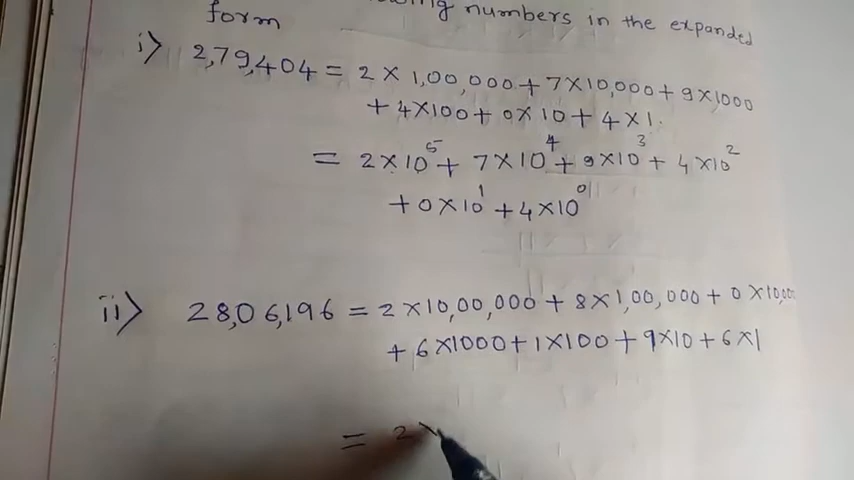 numbers in the expanded
form
i> 2,79,404 = 2 × 1,00,000 + 7×10,000 + 9×1000
+ 4×100 + 0×10 + 4×1.
= 2×10⁵ + 7×10⁴ + 9×10³ + 4×10²
+ 0×10¹ + 4×10⁰
ii> 28,06,196 = 2×10,00,000 + 8×1,00,000 + 0×10,000
+ 6×1000 + 1×100 + 9×10 + 6×1
= 2×